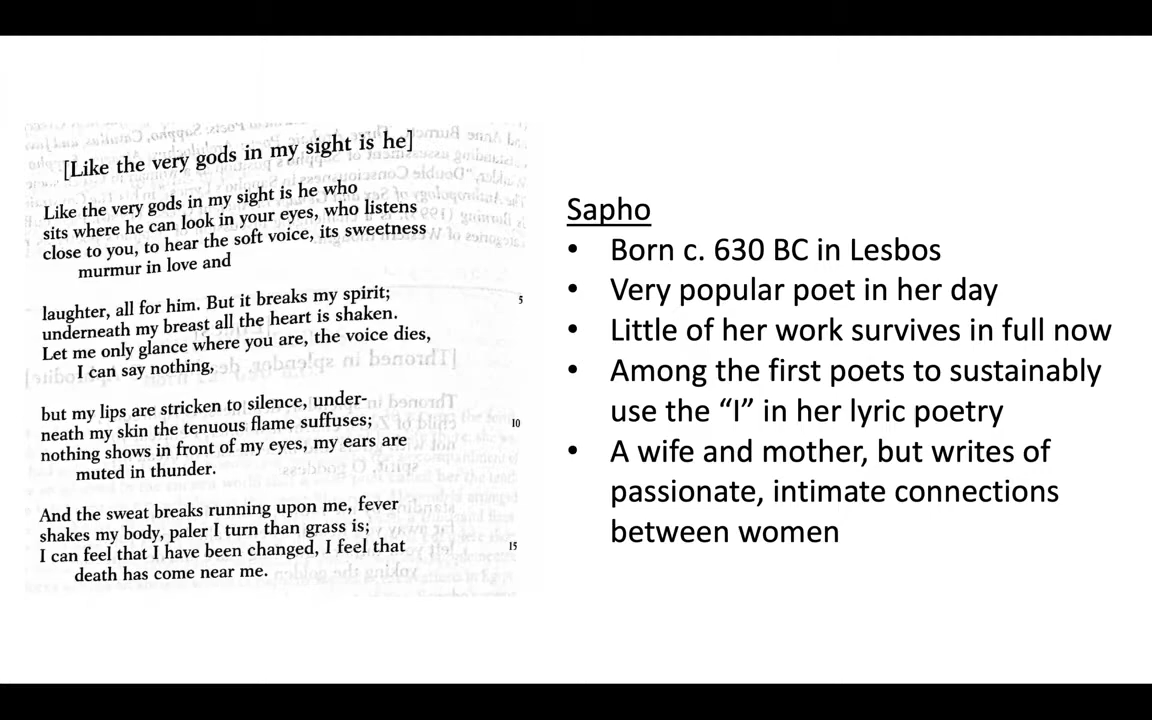 [Like the very gods in my sight is he]
Like the very gods in my sight is he who
sits where he can look in your eyes, who listens
close to you, to hear the soft voice, its sweetness
murmur in love and
laughter, all for him. But it breaks my spirit; 5
underneath my breast all the heart is shaken.
Let me only glance where you are, the voice dies,
I can say nothing,
but my lips are stricken to silence, under-
neath my skin the tenuous flame suffuses; 10
nothing shows in front of my eyes, my ears are
muted in thunder.
And the sweat breaks running upon me, fever
shakes my body, paler I turn than grass is;
I can feel that I have been changed, I feel that 15
death has come near me.
Sapho
• Born c. 630 BC in Lesbos
• Very popular poet in her day
• Little of her work survives in full now
• Among the first poets to sustainably
use the “I” in her lyric poetry
• A wife and mother, but writes of
passionate, intimate connections
between women